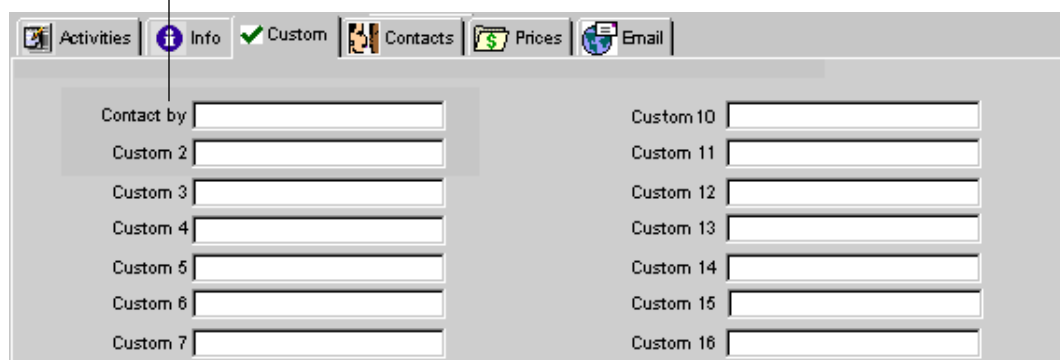 Activities Info Custom Contacts Prices Email
Contact by
Custom 2
Custom 3
Custom 4
Custom 5
Custom 6
Custom 7
Custom 10
Custom 11
Custom 12
Custom 13
Custom 14
Custom 15
Custom 16